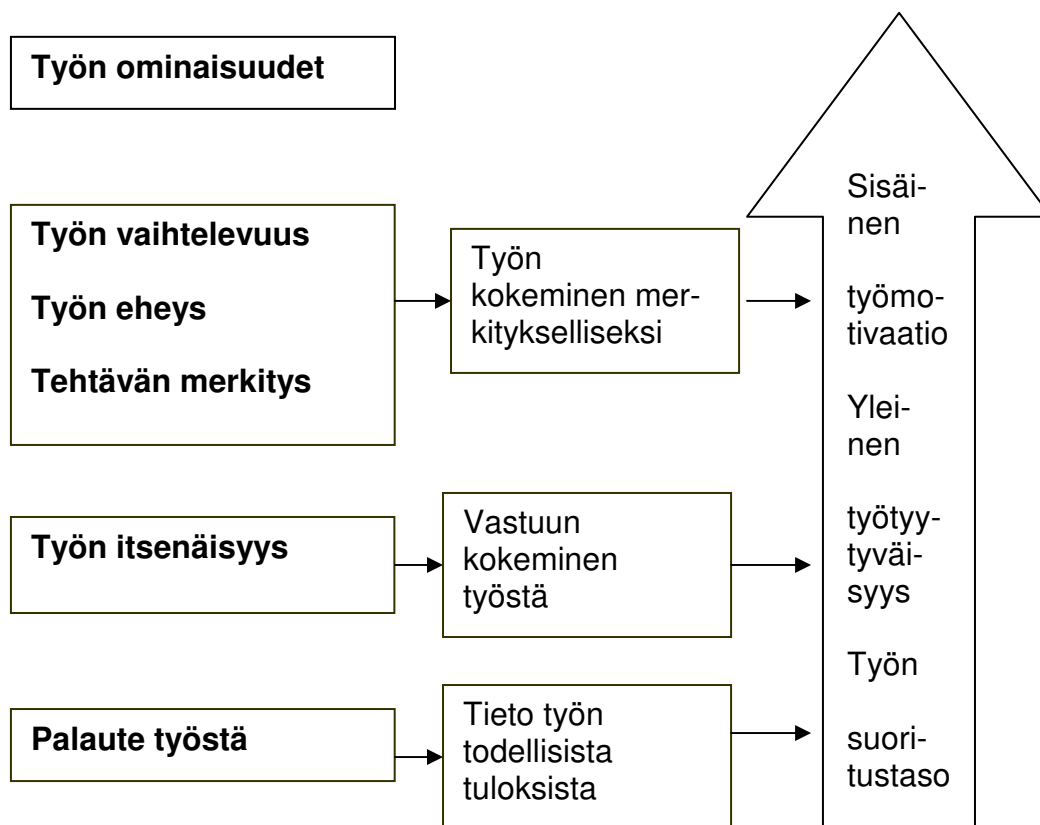 Työn ominaisuudet
Työn vaihtelevuus
Työn eheys
Tehtävän merkitys
Työn
kokeminen mer-
kitykselliseksi
Työn itsenäisyys
Vastuun
kokeminen
työstä
Palaute työstä
Tieto työn
todellisista
tuloksista
Sisäi-
nen
työmo-
tivaatio
Ylei-
nen
työtyy-
tyväi-
syys
Työn
suori-
tustaso